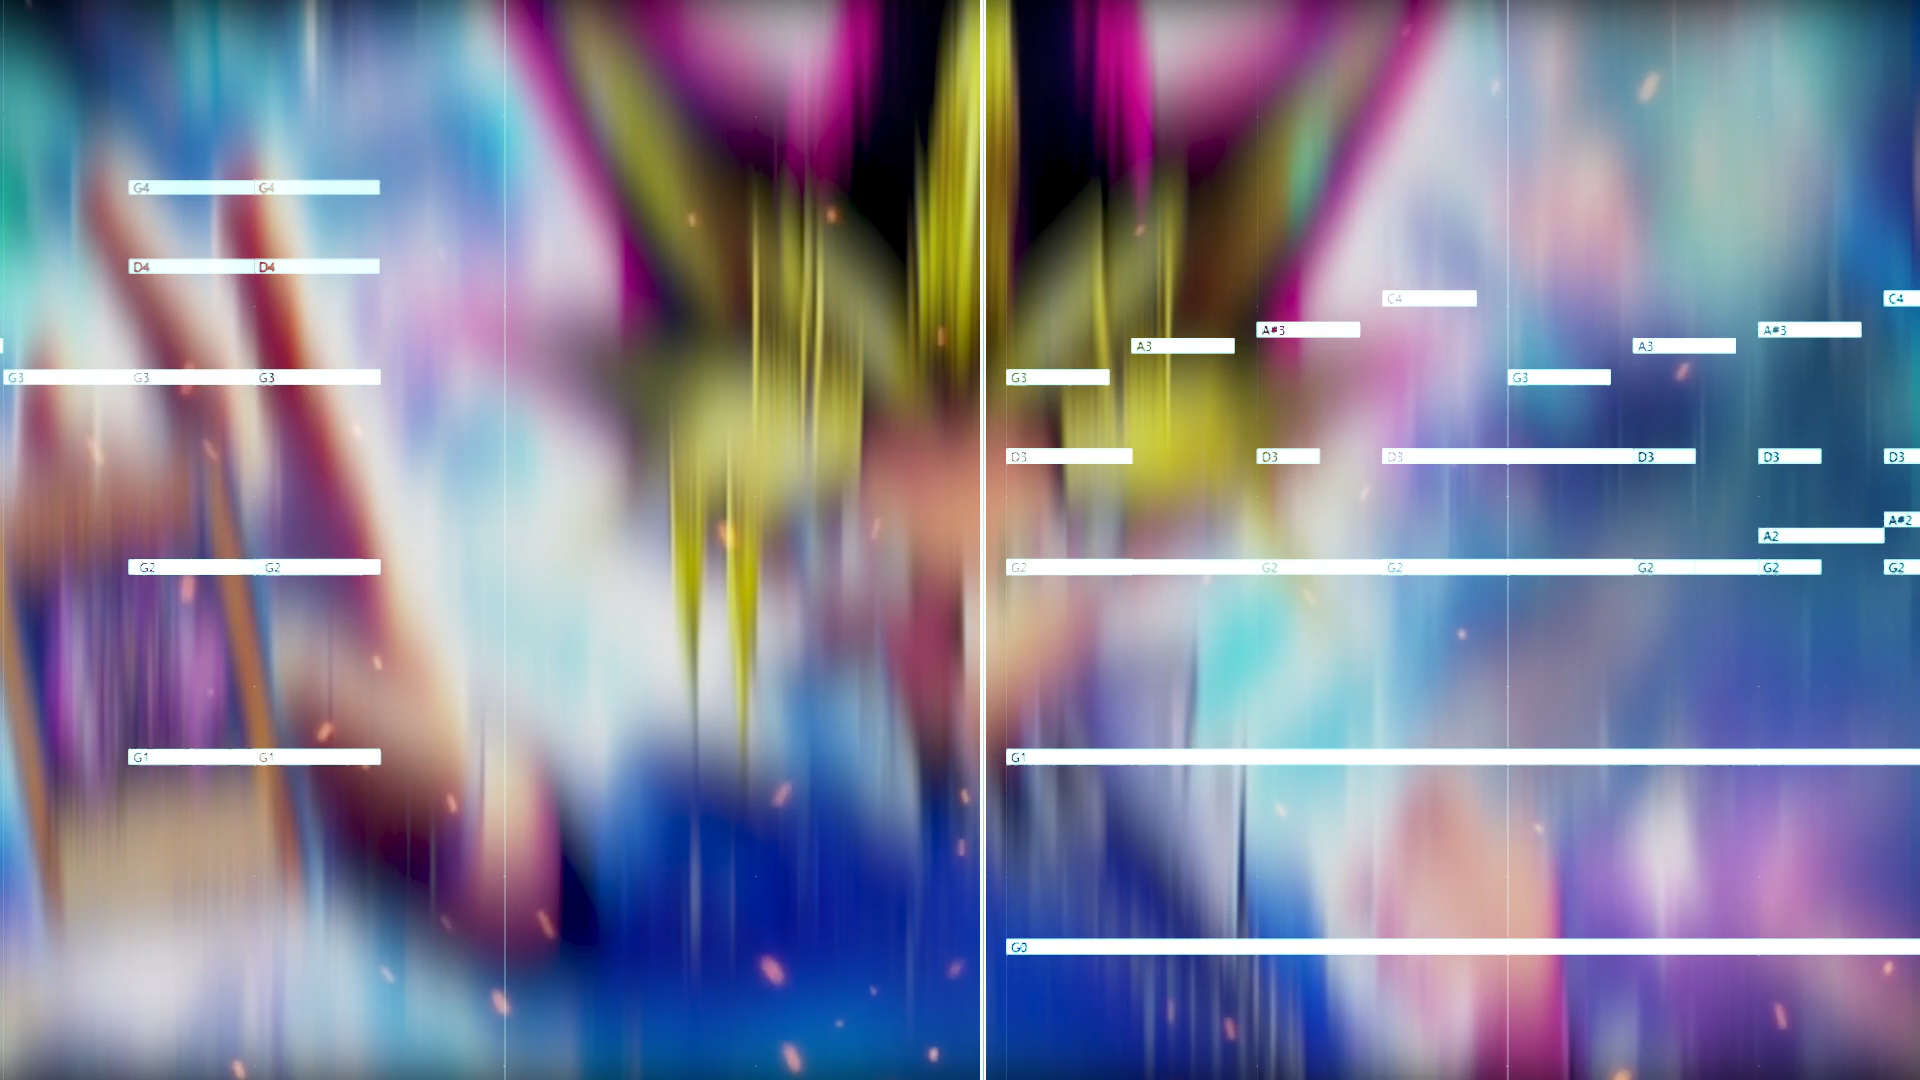 G4 G4
D4 D4
C4 C4
A#3 A#3
A3 A3
G3 G3 G3 G3 G3
D3 D3 D3 D3 D3 D3
A#2
A2
G2 G2 G2 G2 G2 G2 G2 G2
G1 G1 G1
G0